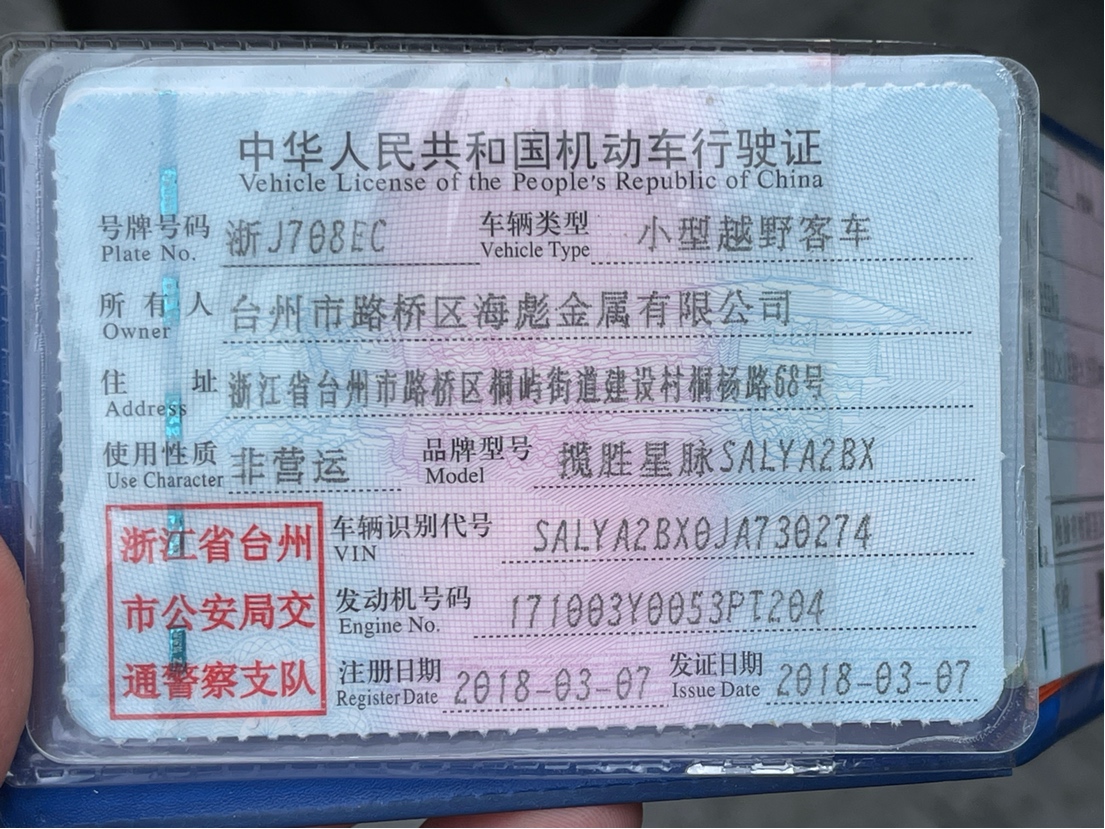 中华人民共和国机动车行驶证
Vehicle License of the People's Republic of China
号牌号码 浙J708EC 车辆类型 小型越野客车
Plate No. Vehicle Type
所有人 台州市路桥区海彪金属有限公司
Owner
住址 浙江省台州市路桥区桐屿街道建设村桐杨路68号
Address
使用性质 非营运 品牌型号 揽胜星脉SALYA2BX
Use Character Model
浙江省台州
市公安局交
通警察支队
车辆识别代号 SALYA2BX0JA730274
VIN
发动机号码 171003Y0053PT204
Engine No.
注册日期 2018-03-07 发证日期 2018-03-07
Register Date Issue Date